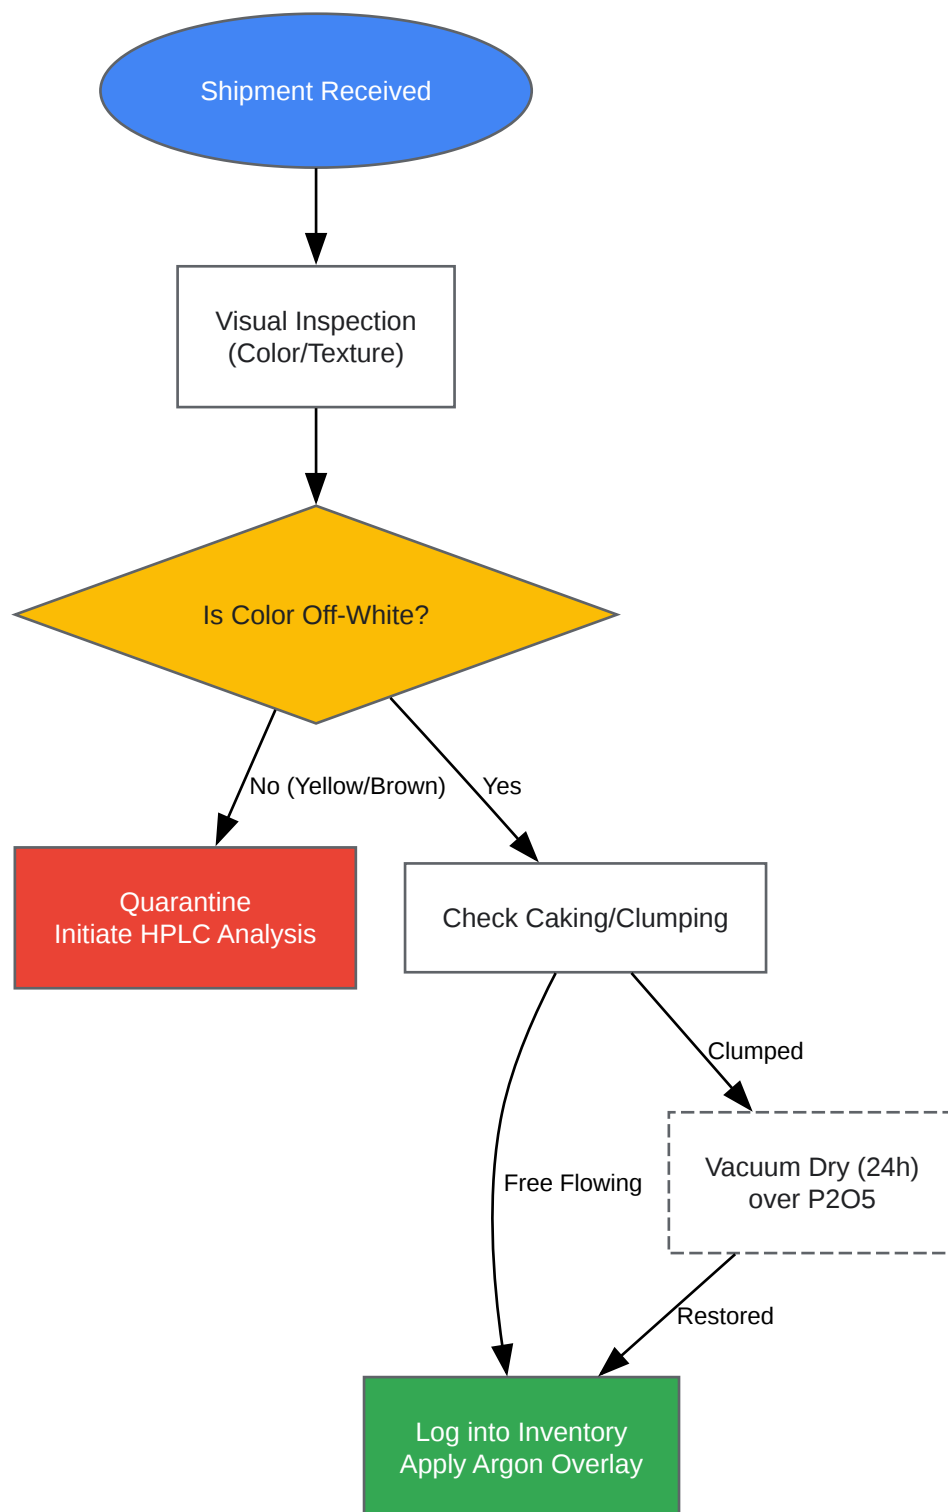 Shipment Received
Visual Inspection
(Color/Texture)
Is Color Off-White?
No (Yellow/Brown)
Yes
Quarantine
Initiate HPLC Analysis
Check Caking/Clumping
Clumped
Vacuum Dry (24h)
over P2O5
Free Flowing
Restored
Log into Inventory
Apply Argon Overlay